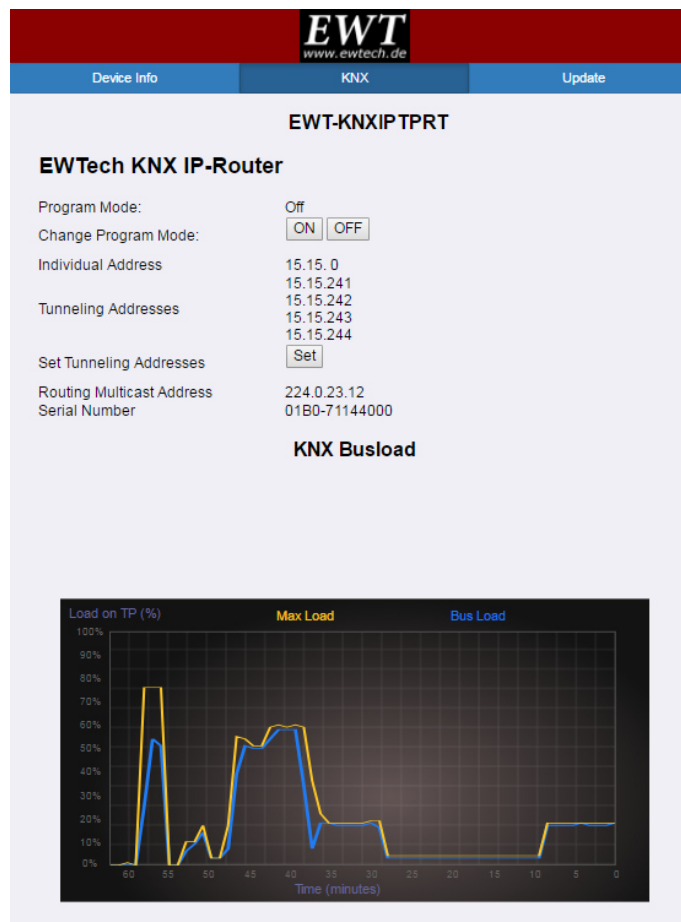 EWT
www.ewtech.de
Device Info KNX Update
EWT-KNXIPTPRT
EWTech KNX IP-Router
Program Mode: Off
Change Program Mode: ON OFF
Individual Address 15.15. 0
Tunneling Addresses 15.15.241
15.15.242
15.15.243
15.15.244
Set Tunneling Addresses Set
Routing Multicast Address 224.0.23.12
Serial Number 01B0-71144000
KNX Busload
Load on TP (%) Max Load Bus Load
100%
90%
80%
70%
60%
50%
40%
30%
20%
10%
0%
60 55 50 45 40 35 30 25 20 15 10 5 0
Time (minutes)